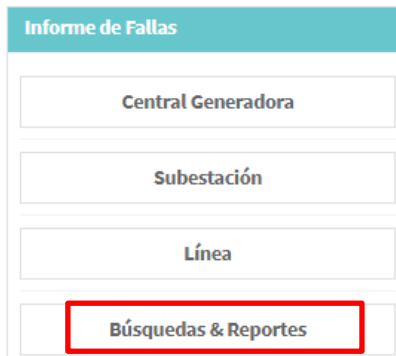 Informe de Fallas
Central Generadora
Subestación
Línea
Búsquedas & Reportes